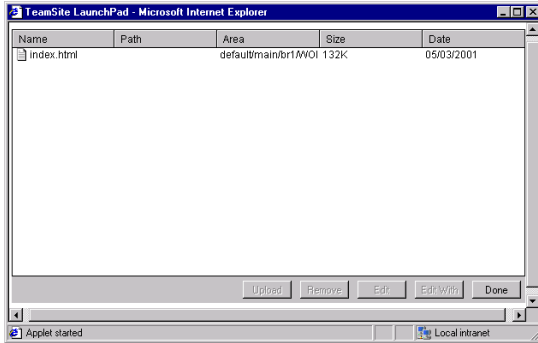 TeamSite LaunchPad - Microsoft Internet Explorer
Name Path Area Size Date
index.html default/main/br1/WOI 132K 05/03/2001
Upload Remove Edit Edit With Done
Applet started Local intranet